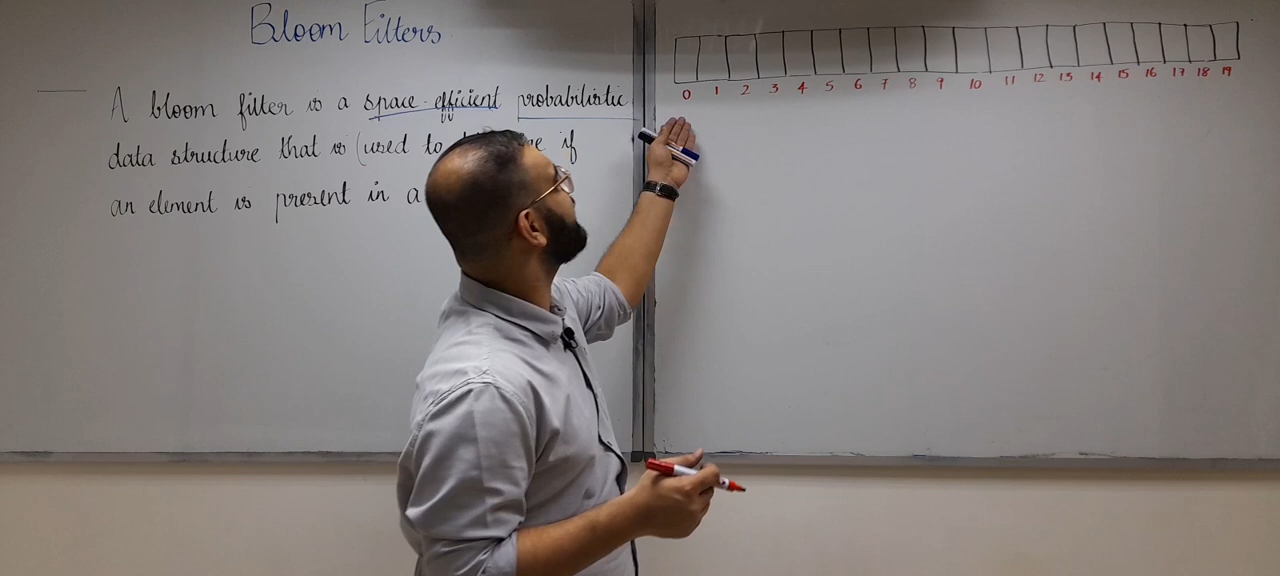 Bloom Filters
A bloom filter is a space-efficient probabilistic
data structure that is (used to if
an element is present in a
0 1 2 3 4 5 6 7 8 9 10 11 12 13 14 15 16 17 18 19